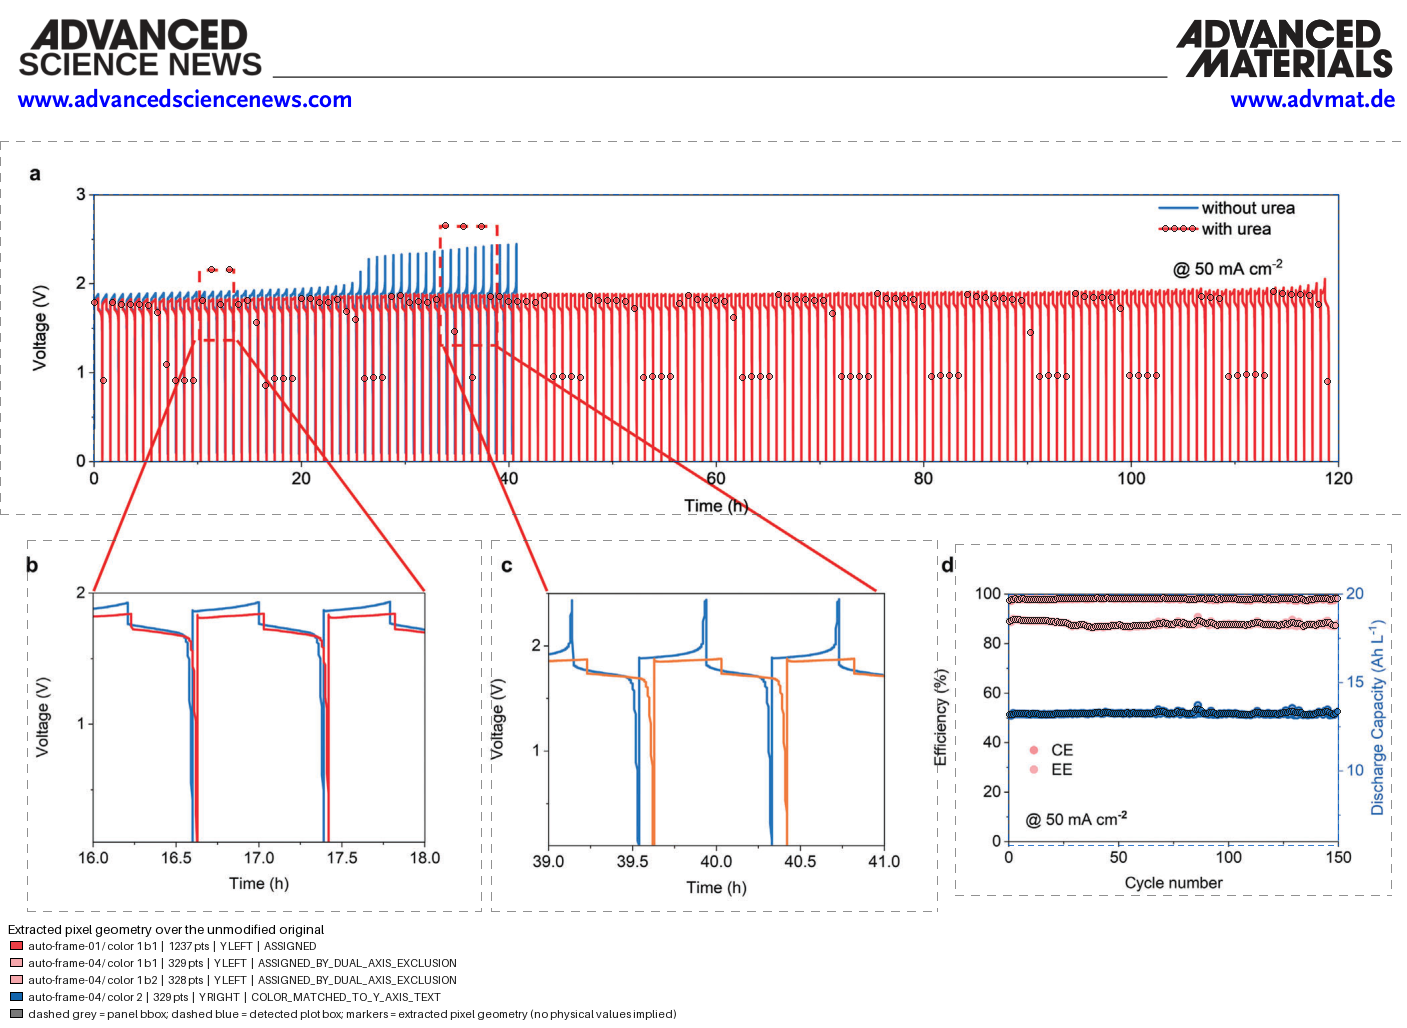 ADVANCED
SCIENCE NEWS
www.advancedsciencenews.com
ADVANCED
MATERIALS
www.advmat.de
a
3
2
1
0
Voltage (V)
without urea
with urea
@ 50 mA cm-2
0 20 40 60 80 100 120
Time (h)
b
2
1
Voltage (V)
16.0 16.5 17.0 17.5 18.0
Time (h)
c
2
1
Voltage (V)
39.0 39.5 40.0 40.5 41.0
Time (h)
d
100
80
60
40
20
0
Efficiency (%)
CE
EE
@ 50 mA cm-2
20
15
10
Discharge Capacity (Ah L-1)
0 50 100 150
Cycle number
Extracted pixel geometry over the unmodified original
auto-frame-01/color 1b1 | 1237 pts | YLEFT | ASSIGNED
auto-frame-04/color 1b1 | 329 pts | YLEFT | ASSIGNED_BY_DUAL_AXIS_EXCLUSION
auto-frame-04/color 1b2 | 328 pts | YLEFT | ASSIGNED_BY_DUAL_AXIS_EXCLUSION
auto-frame-04/color 2 | 329 pts | YRIGHT | COLOR_MATCHED_TO_Y_AXIS_TEXT
dashed grey = panel bbox; dashed blue = detected plot box; markers = extracted pixel geometry (no physical values implied)